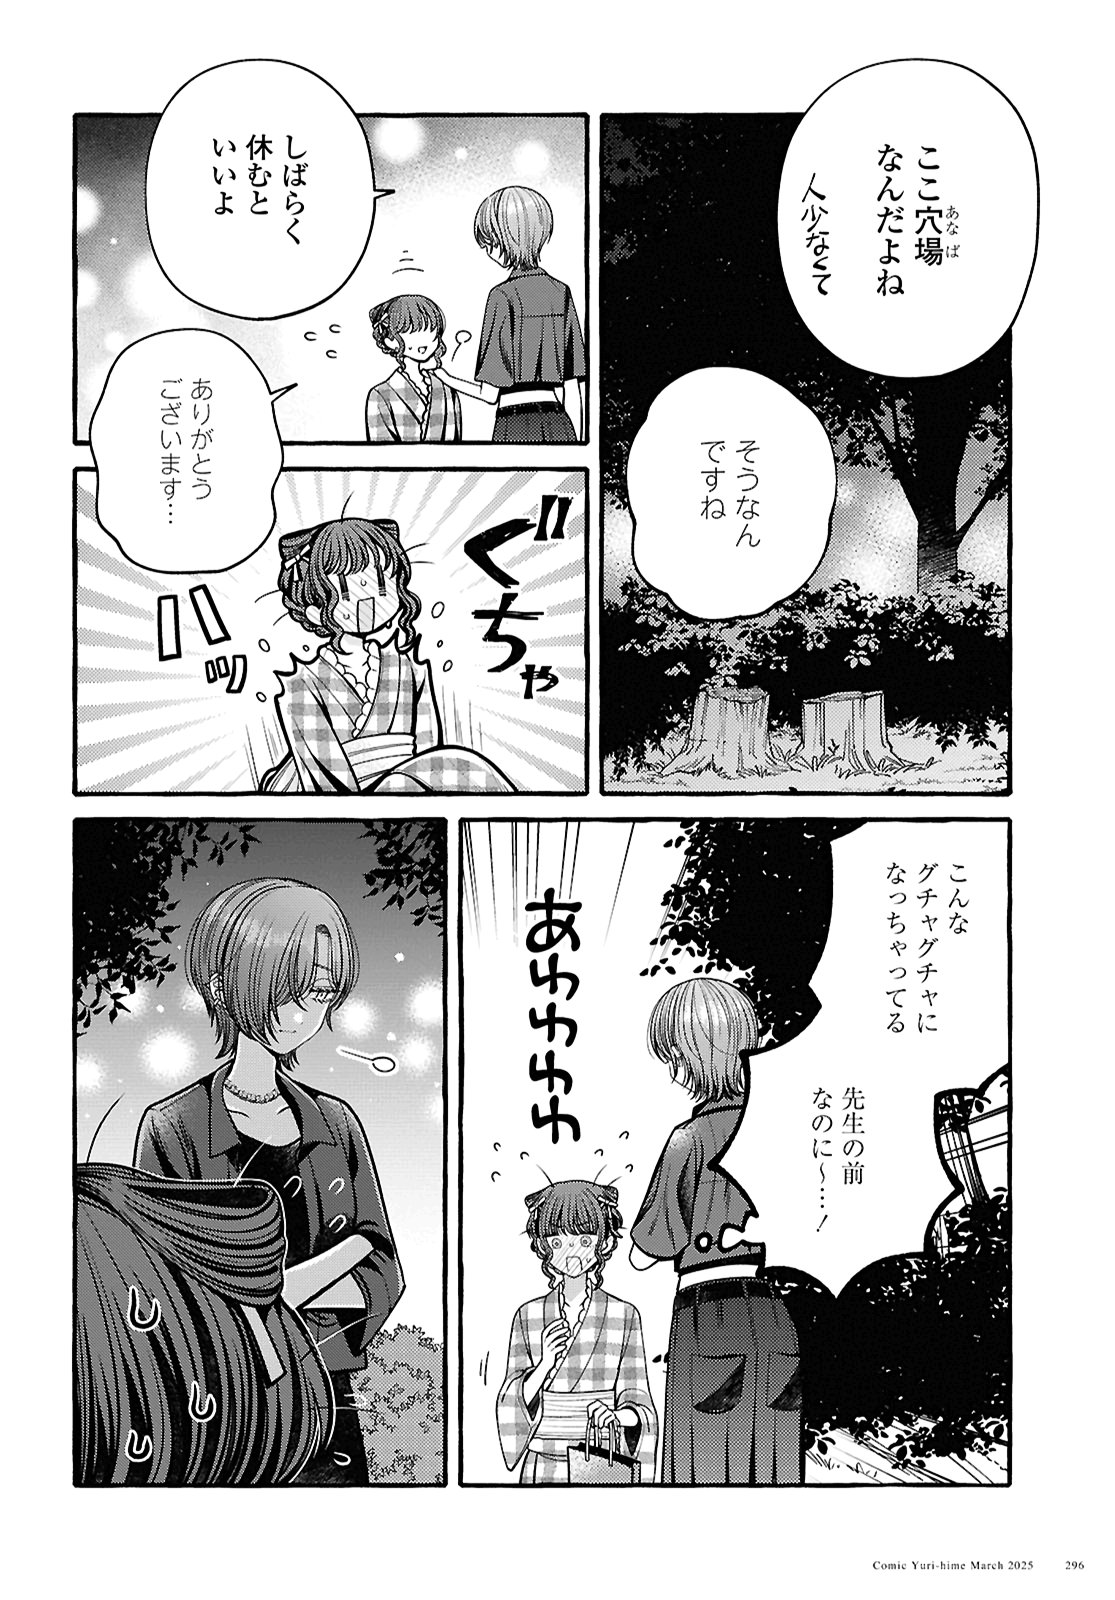 ここ穴場
あなば
なんだよね
人少なくて
そうなん
ですね
しばらく
休むと
いいよ
ありがとう
ございます…
ぐちゃ
ハッ
こんな
グチャグチャに
なっちゃってる
先生の前
なのに〜…！
あわわわわ
Comic Yuri-hime March 2025 296